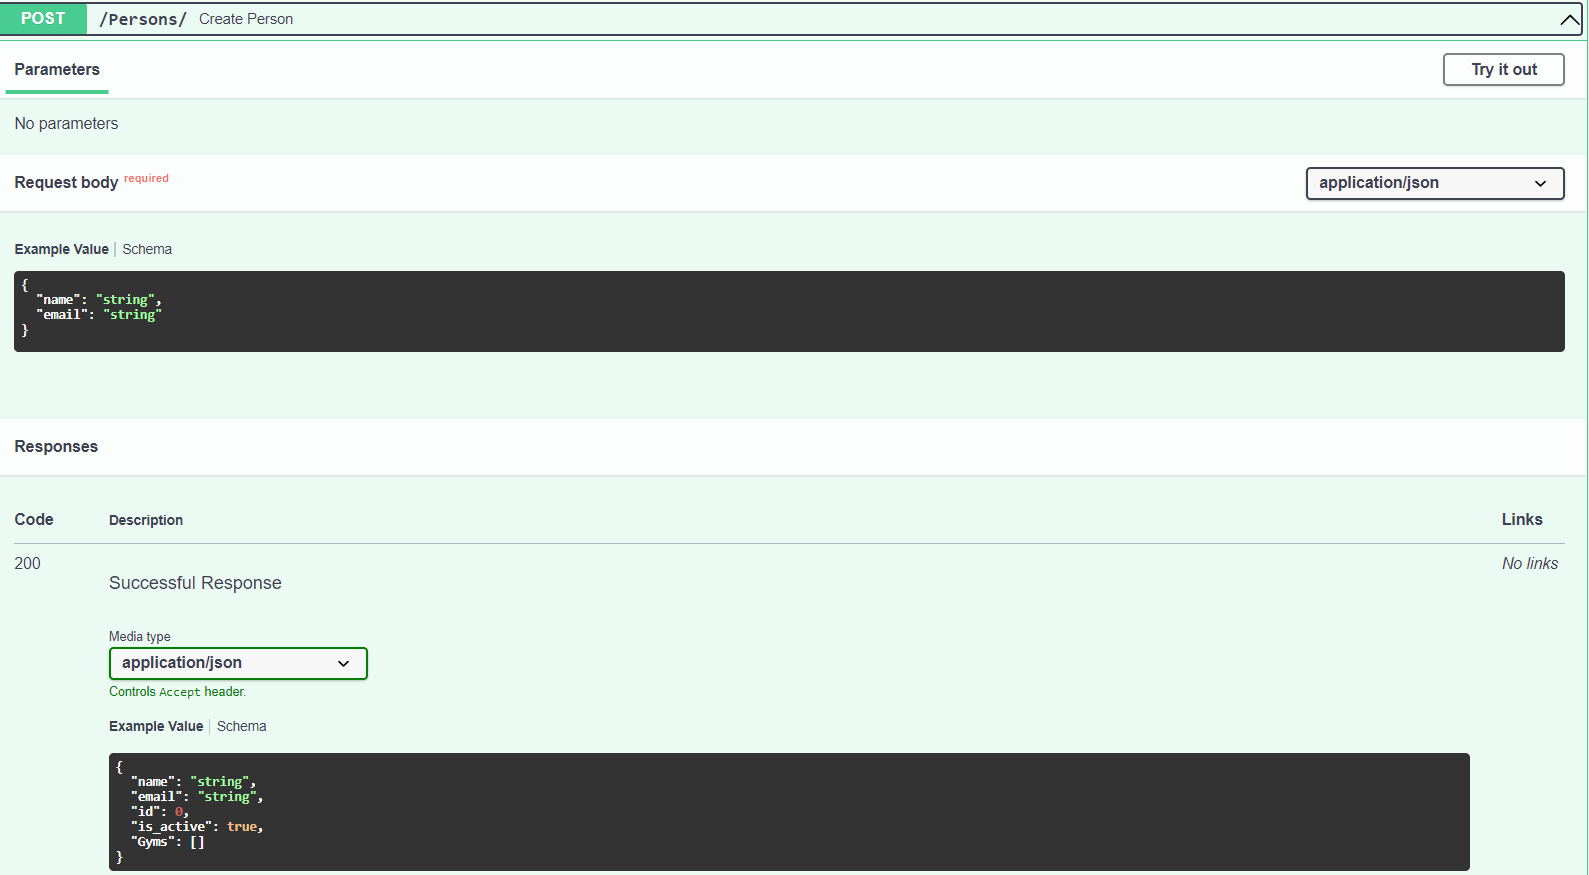 POST /Persons/ Create Person
Parameters
Try it out
No parameters
Request body required
application/json
Example Value | Schema
{
  "name": "string",
  "email": "string"
}
Responses
Code Description Links
200
Successful Response
No links
Media type
application/json
Controls Accept header.
Example Value | Schema
{
  "name": "string",
  "email": "string",
  "id": 0,
  "is_active": true,
  "Gyms": []
}